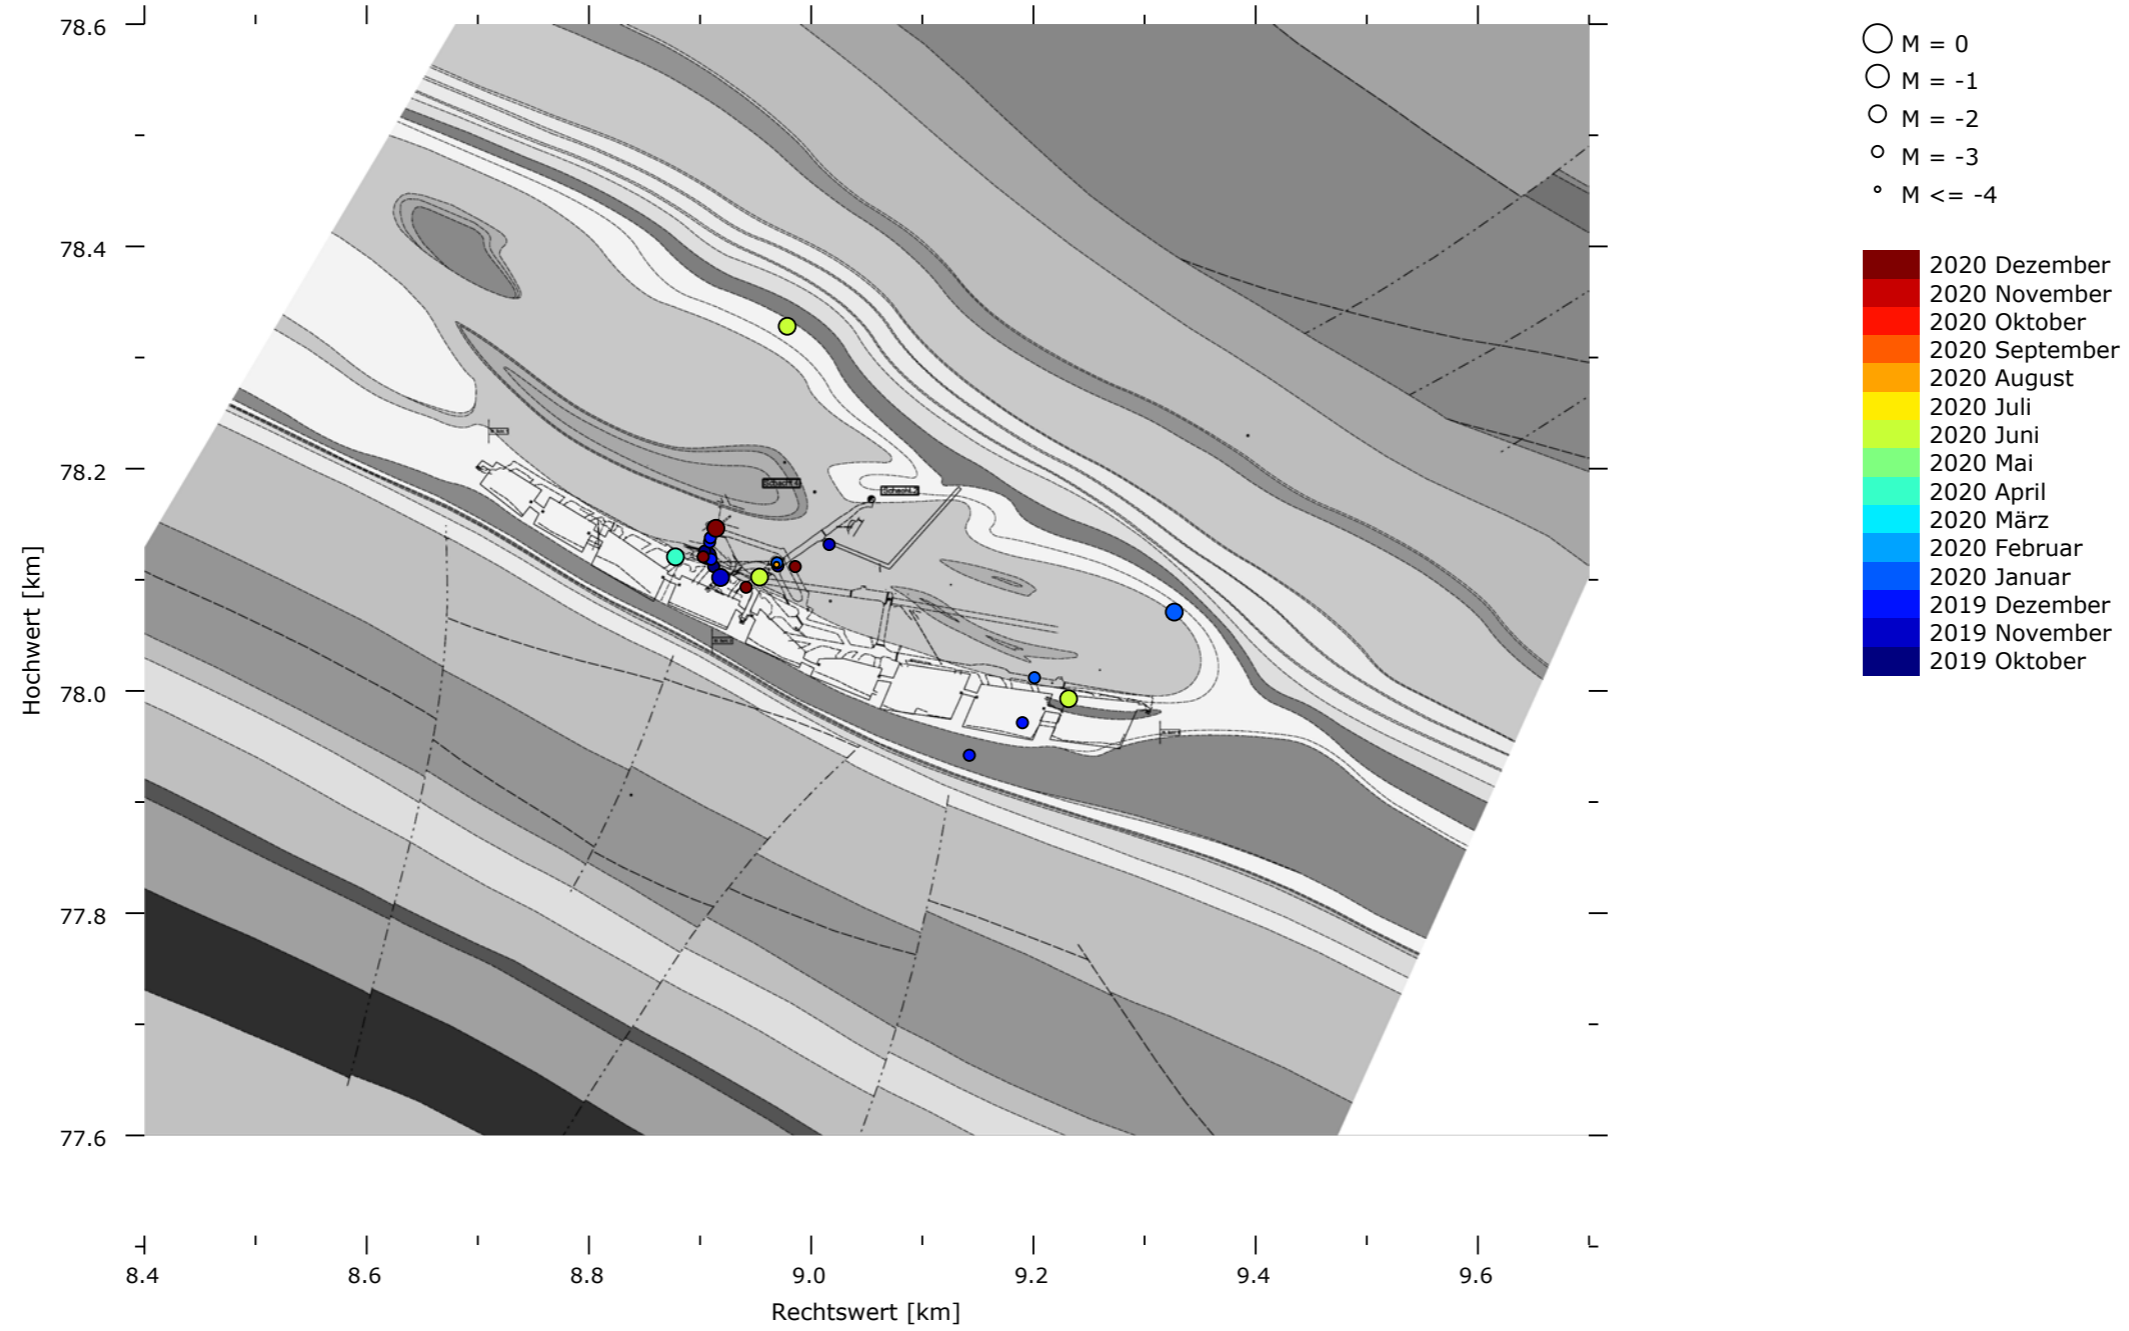 78.6
78.4
78.2
78.0
77.8
77.6
Hochwert [km]
8.4
8.6
8.8
9.0
9.2
9.4
9.6
Rechtswert [km]
M = 0
M = -1
M = -2
M = -3
M <= -4
2020 Dezember
2020 November
2020 Oktober
2020 September
2020 August
2020 Juli
2020 Juni
2020 Mai
2020 April
2020 März
2020 Februar
2020 Januar
2019 Dezember
2019 November
2019 Oktober